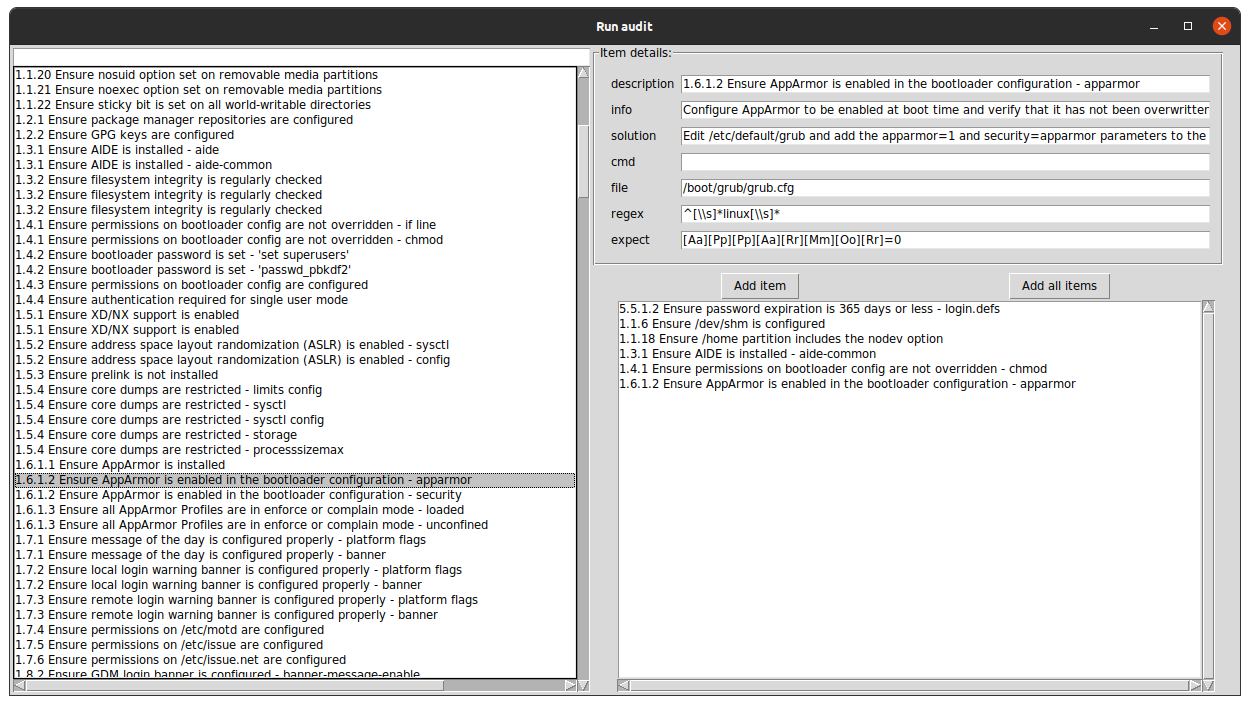 Run audit
1.1.20 Ensure nosuid option set on removable media partitions
1.1.21 Ensure noexec option set on removable media partitions
1.1.22 Ensure sticky bit is set on all world-writable directories
1.2.1 Ensure package manager repositories are configured
1.2.2 Ensure GPG keys are configured
1.3.1 Ensure AIDE is installed - aide
1.3.1 Ensure AIDE is installed - aide-common
1.3.2 Ensure filesystem integrity is regularly checked
1.3.2 Ensure filesystem integrity is regularly checked
1.3.2 Ensure filesystem integrity is regularly checked
1.4.1 Ensure permissions on bootloader config are not overridden - if line
1.4.1 Ensure permissions on bootloader config are not overridden - chmod
1.4.2 Ensure bootloader password is set - 'set superusers'
1.4.2 Ensure bootloader password is set - 'passwd_pbkdf2'
1.4.3 Ensure permissions on bootloader config are configured
1.4.4 Ensure authentication required for single user mode
1.5.1 Ensure XD/NX support is enabled
1.5.1 Ensure XD/NX support is enabled
1.5.2 Ensure address space layout randomization (ASLR) is enabled - sysctl
1.5.2 Ensure address space layout randomization (ASLR) is enabled - config
1.5.3 Ensure prelink is not installed
1.5.4 Ensure core dumps are restricted - limits config
1.5.4 Ensure core dumps are restricted - sysctl
1.5.4 Ensure core dumps are restricted - sysctl config
1.5.4 Ensure core dumps are restricted - storage
1.5.4 Ensure core dumps are restricted - processsizemax
1.6.1.1 Ensure AppArmor is installed
1.6.1.2 Ensure AppArmor is enabled in the bootloader configuration - apparmor
1.6.1.2 Ensure AppArmor is enabled in the bootloader configuration - security
1.6.1.3 Ensure all AppArmor Profiles are in enforce or complain mode - loaded
1.6.1.3 Ensure all AppArmor Profiles are in enforce or complain mode - unconfined
1.7.1 Ensure message of the day is configured properly - platform flags
1.7.1 Ensure message of the day is configured properly - banner
1.7.2 Ensure local login warning banner is configured properly - platform flags
1.7.2 Ensure local login warning banner is configured properly - banner
1.7.3 Ensure remote login warning banner is configured properly - platform flags
1.7.3 Ensure remote login warning banner is configured properly - banner
1.7.4 Ensure permissions on /etc/motd are configured
1.7.5 Ensure permissions on /etc/issue are configured
1.7.6 Ensure permissions on /etc/issue.net are configured
1.8.2 Ensure GDM login banner is configured - banner-message-enable
Item details:
description 1.6.1.2 Ensure AppArmor is enabled in the bootloader configuration - apparmor
info Configure AppArmor to be enabled at boot time and verify that it has not been overwritten
solution Edit /etc/default/grub and add the apparmor=1 and security=apparmor parameters to the
cmd
file /boot/grub/grub.cfg
regex ^[\\s]*linux[\\s]*
expect [Aa][Pp][Pp][Aa][Rr][Mm][Oo][Rr]=0
Add item Add all items
5.5.1.2 Ensure password expiration is 365 days or less - login.defs
1.1.6 Ensure /dev/shm is configured
1.1.18 Ensure /home partition includes the nodev option
1.3.1 Ensure AIDE is installed - aide-common
1.4.1 Ensure permissions on bootloader config are not overridden - chmod
1.6.1.2 Ensure AppArmor is enabled in the bootloader configuration - apparmor